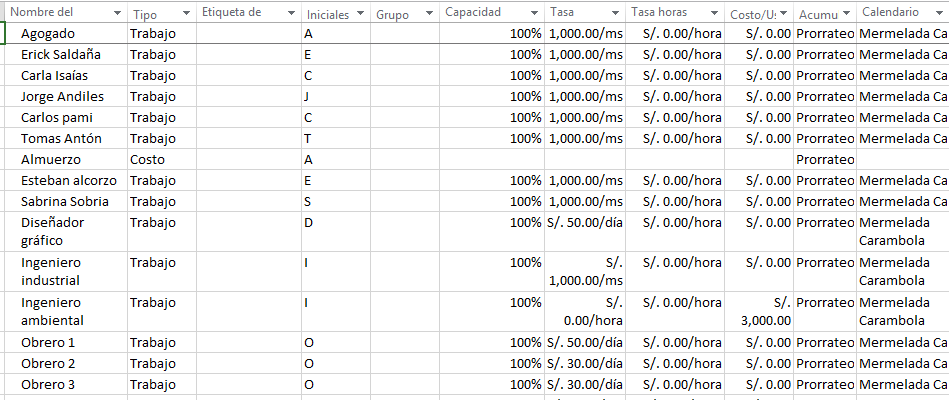 Nombre del Tipo Etiqueta de Iniciales Grupo Capacidad Tasa Tasa horas Costo/Us Acumu Calendario
Agogado Trabajo A 100% 1,000.00/ms S/. 0.00/hora S/. 0.00 Prorrateo Mermelada Ca
Erick Saldaña Trabajo E 100% 1,000.00/ms S/. 0.00/hora S/. 0.00 Prorrateo Mermelada Ca
Carla Isaías Trabajo C 100% 1,000.00/ms S/. 0.00/hora S/. 0.00 Prorrateo Mermelada Ca
Jorge Andiles Trabajo J 100% 1,000.00/ms S/. 0.00/hora S/. 0.00 Prorrateo Mermelada Ca
Carlos pami Trabajo C 100% 1,000.00/ms S/. 0.00/hora S/. 0.00 Prorrateo Mermelada Ca
Tomas Antón Trabajo T 100% 1,000.00/ms S/. 0.00/hora S/. 0.00 Prorrateo Mermelada Ca
Almuerzo Costo A Prorrateo
Esteban alcorzo Trabajo E 100% 1,000.00/ms S/. 0.00/hora S/. 0.00 Prorrateo Mermelada Ca
Sabrina Sobria Trabajo S 100% 1,000.00/ms S/. 0.00/hora S/. 0.00 Prorrateo Mermelada Ca
Diseñador Trabajo D 100% S/. 50.00/día S/. 0.00/hora S/. 0.00 Prorrateo Mermelada
gráfico Carambola
Ingeniero Trabajo I 100% S/. S/. 0.00/hora S/. 0.00 Prorrateo Mermelada
industrial 1,000.00/ms Carambola
Ingeniero Trabajo I 100% S/. S/. 0.00/hora S/. Prorrateo Mermelada
ambiental 0.00/hora 3,000.00 Carambola
Obrero 1 Trabajo O 100% S/. 50.00/día S/. 0.00/hora S/. 0.00 Prorrateo Mermelada Ca
Obrero 2 Trabajo O 100% S/. 30.00/día S/. 0.00/hora S/. 0.00 Prorrateo Mermelada Ca
Obrero 3 Trabajo O 100% S/. 30.00/día S/. 0.00/hora S/. 0.00 Prorrateo Mermelada Ca